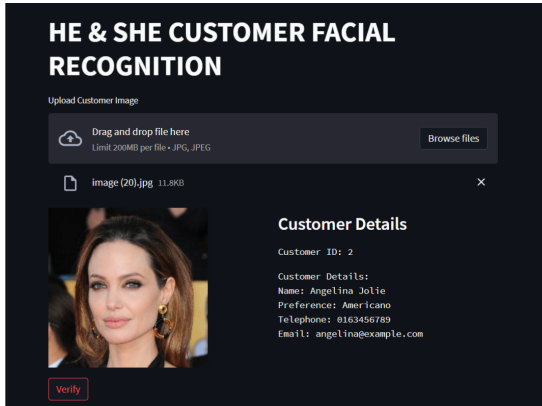 HE & SHE CUSTOMER FACIAL
RECOGNITION
Upload Customer Image
Drag and drop file here
Limit 200MB per file • JPG, JPEG
Browse files
image (20).jpg 11.8KB
Customer Details
Customer ID: 2
Customer Details:
Name: Angelina Jolie
Preference: Americano
Telephone: 0163456789
Email: angelina@example.com
Verify